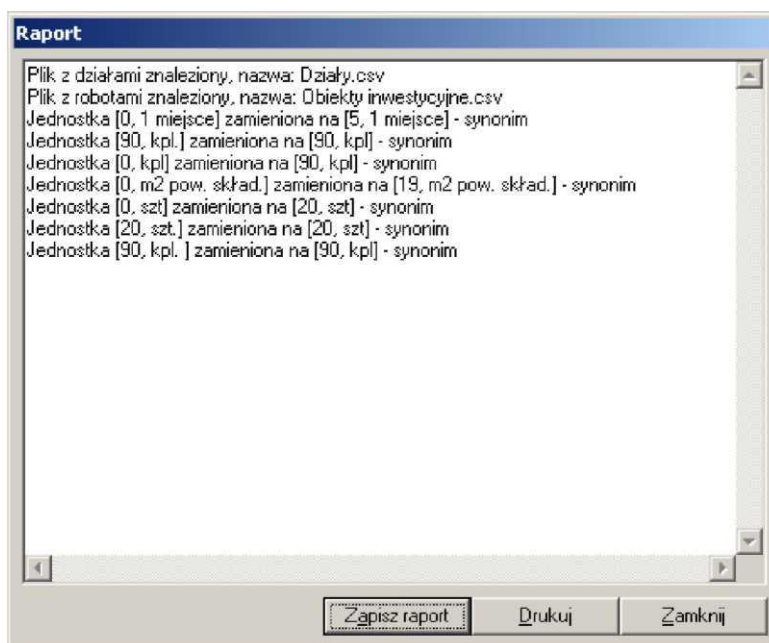 Raport
Plik z działami znaleziony, nazwa: Działy.csv
Plik z robotami znaleziony, nazwa: Obiekty inwestycyjne.csv
Jednostka [0, 1 miejsce] zamieniona na [5, 1 miejsce] - synonim
Jednostka [90, kpl.] zamieniona na [90, kpl] - synonim
Jednostka [0, kpl] zamieniona na [90, kpl] - synonim
Jednostka [0, m2 pow. skład.] zamieniona na [19, m2 pow. skład.] - synonim
Jednostka [0, szt] zamieniona na [20, szt] - synonim
Jednostka [20, szt.] zamieniona na [20, szt] - synonim
Jednostka [90, kpl. ] zamieniona na [90, kpl] - synonim
Zapisz raport Drukuj Zamknij